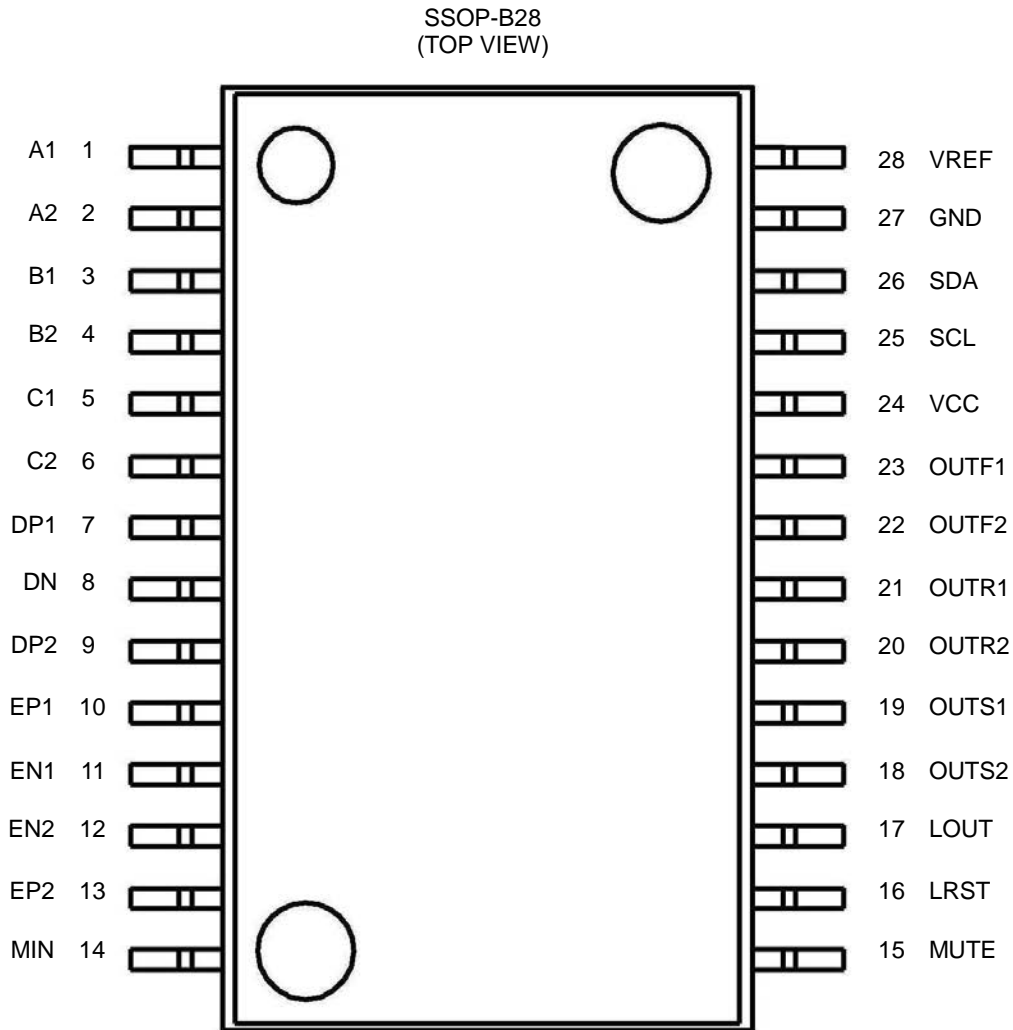 SSOP-B28
(TOP VIEW)
A1 1
A2 2
B1 3
B2 4
C1 5
C2 6
DP1 7
DN 8
DP2 9
EP1 10
EN1 11
EN2 12
EP2 13
MIN 14
28 VREF
27 GND
26 SDA
25 SCL
24 VCC
23 OUTF1
22 OUTF2
21 OUTR1
20 OUTR2
19 OUTS1
18 OUTS2
17 LOUT
16 LRST
15 MUTE